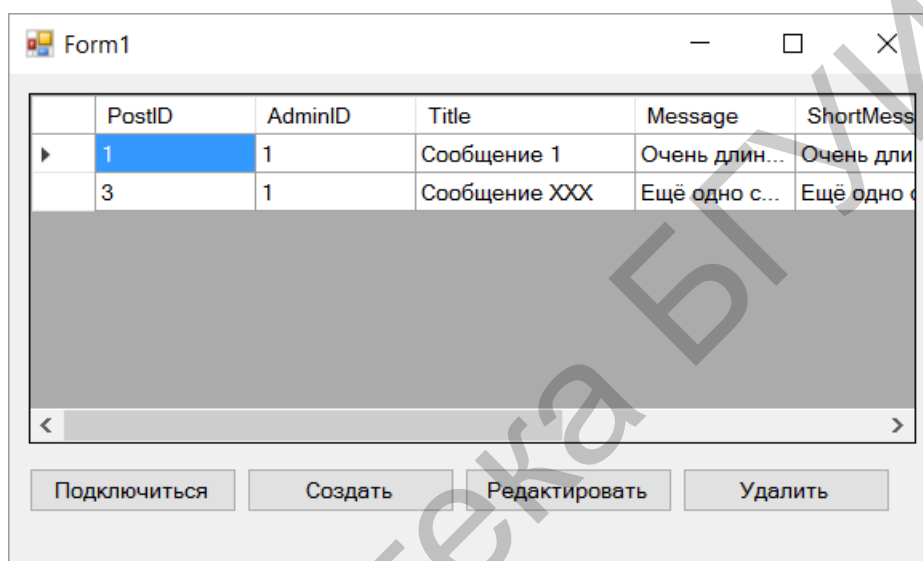 Form1
PostID AdminID Title Message ShortMess
1 1 Сообщение 1 Очень длин... Очень дли
3 1 Сообщение XXX Ещё одно с... Ещё одно
Подключиться Создать Редактировать Удалить